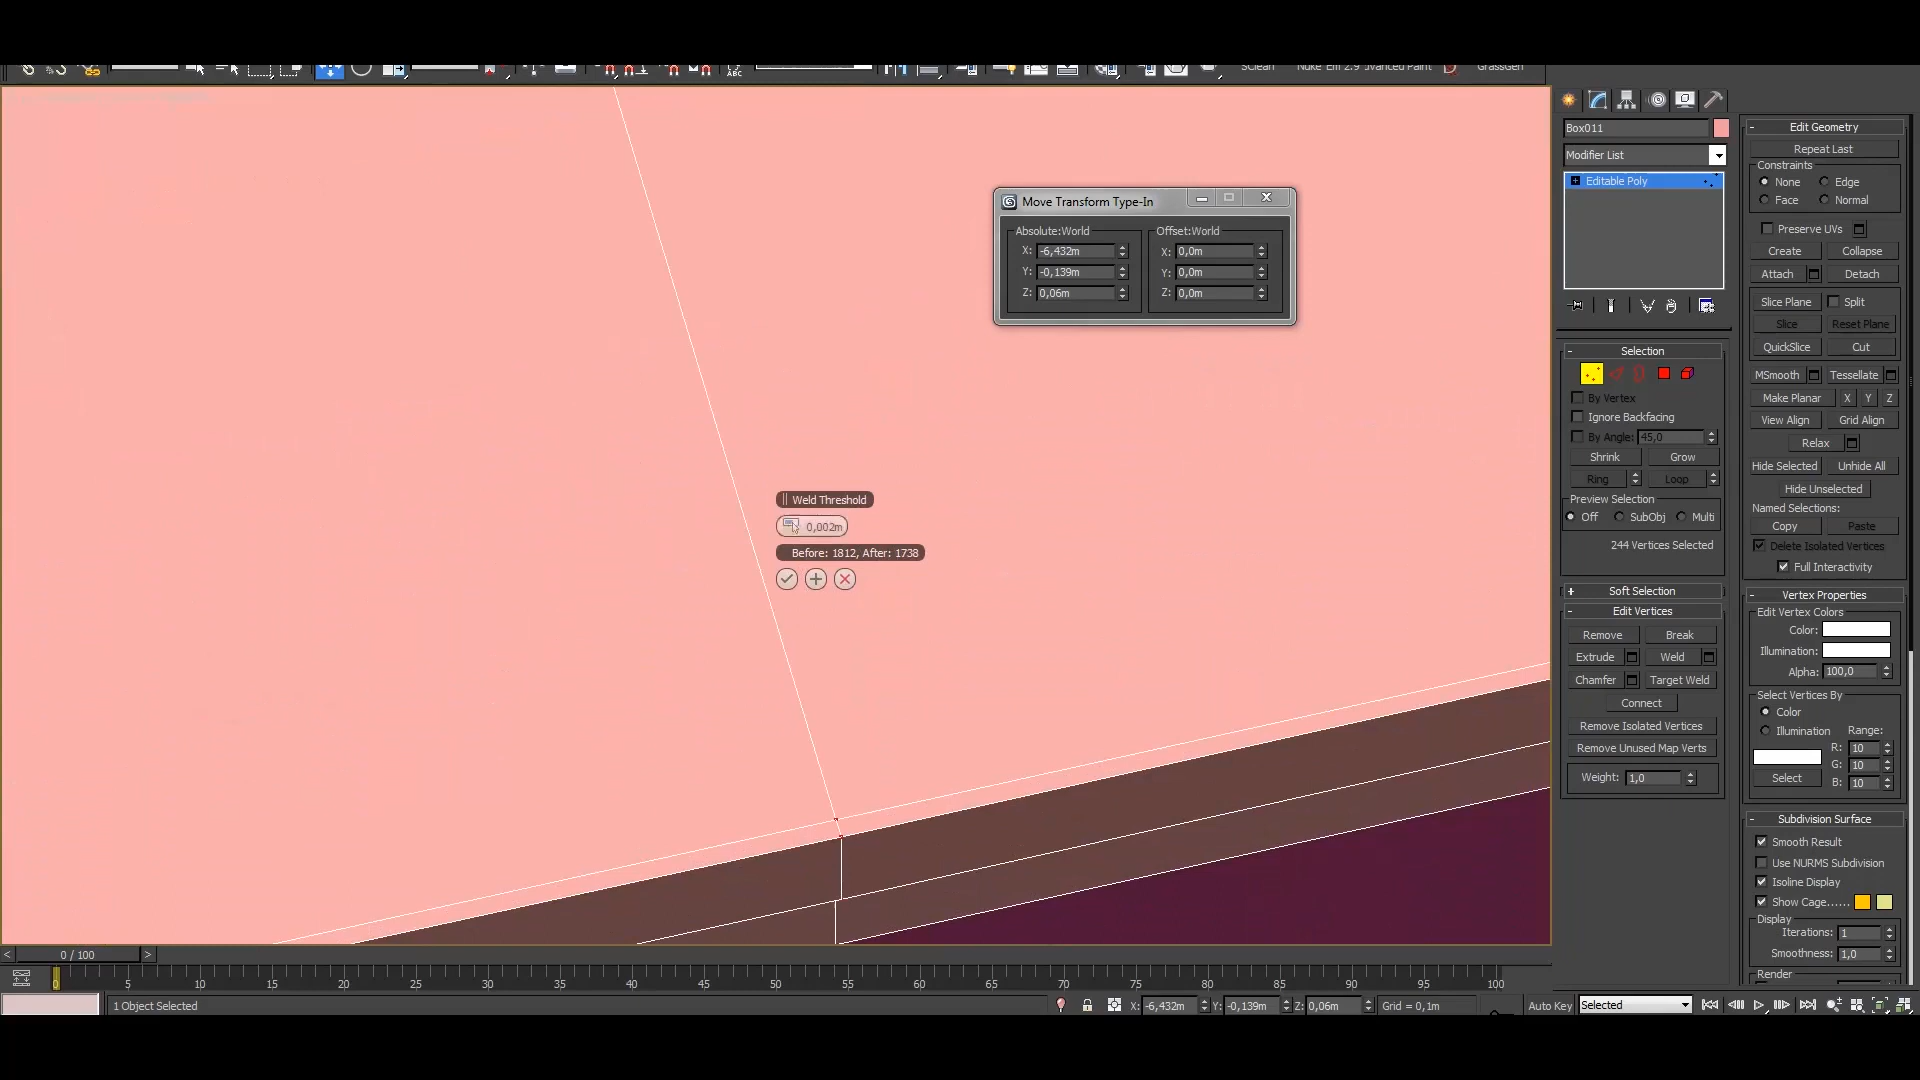 ABC
SClean
Nuke Em 2.9
Advanced Paint
GrassGen
Move Transform Type-In
Absolute:World
X: -6,432m
Y: -0,139m
Z: 0,06m
Offset:World
X: 0,0m
Y: 0,0m
Z: 0,0m
Weld Threshold
0,002m
Before: 1812, After: 1738
Box011
Modifier List
Editable Poly
Selection
By Vertex
Ignore Backfacing
By Angle: 45,0
Shrink Grow
Ring Loop
Preview Selection
Off SubObj Multi
244 Vertices Selected
+ Soft Selection
- Edit Vertices
Remove Break
Extrude Weld
Chamfer Target Weld
Connect
Remove Isolated Vertices
Remove Unused Map Verts
Weight: 1,0
- Edit Geometry
Repeat Last
Constraints
None Edge
Face Normal
Preserve UVs
Create Collapse
Attach Detach
Slice Plane Split
Slice Reset Plane
QuickSlice Cut
MSmooth Tessellate
Make Planar X Y Z
View Align Grid Align
Relax
Hide Selected Unhide All
Hide Unselected
Named Selections:
Copy Paste
Delete Isolated Vertices
Full Interactivity
- Vertex Properties
Edit Vertex Colors
Color:
Illumination:
Alpha: 100,0
Select Vertices By
Color
Illumination Range:
R: 10
G: 10
B: 10
Select
- Subdivision Surface
Smooth Result
Use NURMS Subdivision
Isoline Display
Show Cage......
Display
Iterations: 1
Smoothness: 1,0
Render
< 0 / 100 >
0 5 10 15 20 25 30 35 40 45 50 55 60 65 70 75 80 85 90 95 100
1 Object Selected
X: -6,432m Y: -0,139m Z: 0,06m Grid = 0,1m
Auto Key Selected